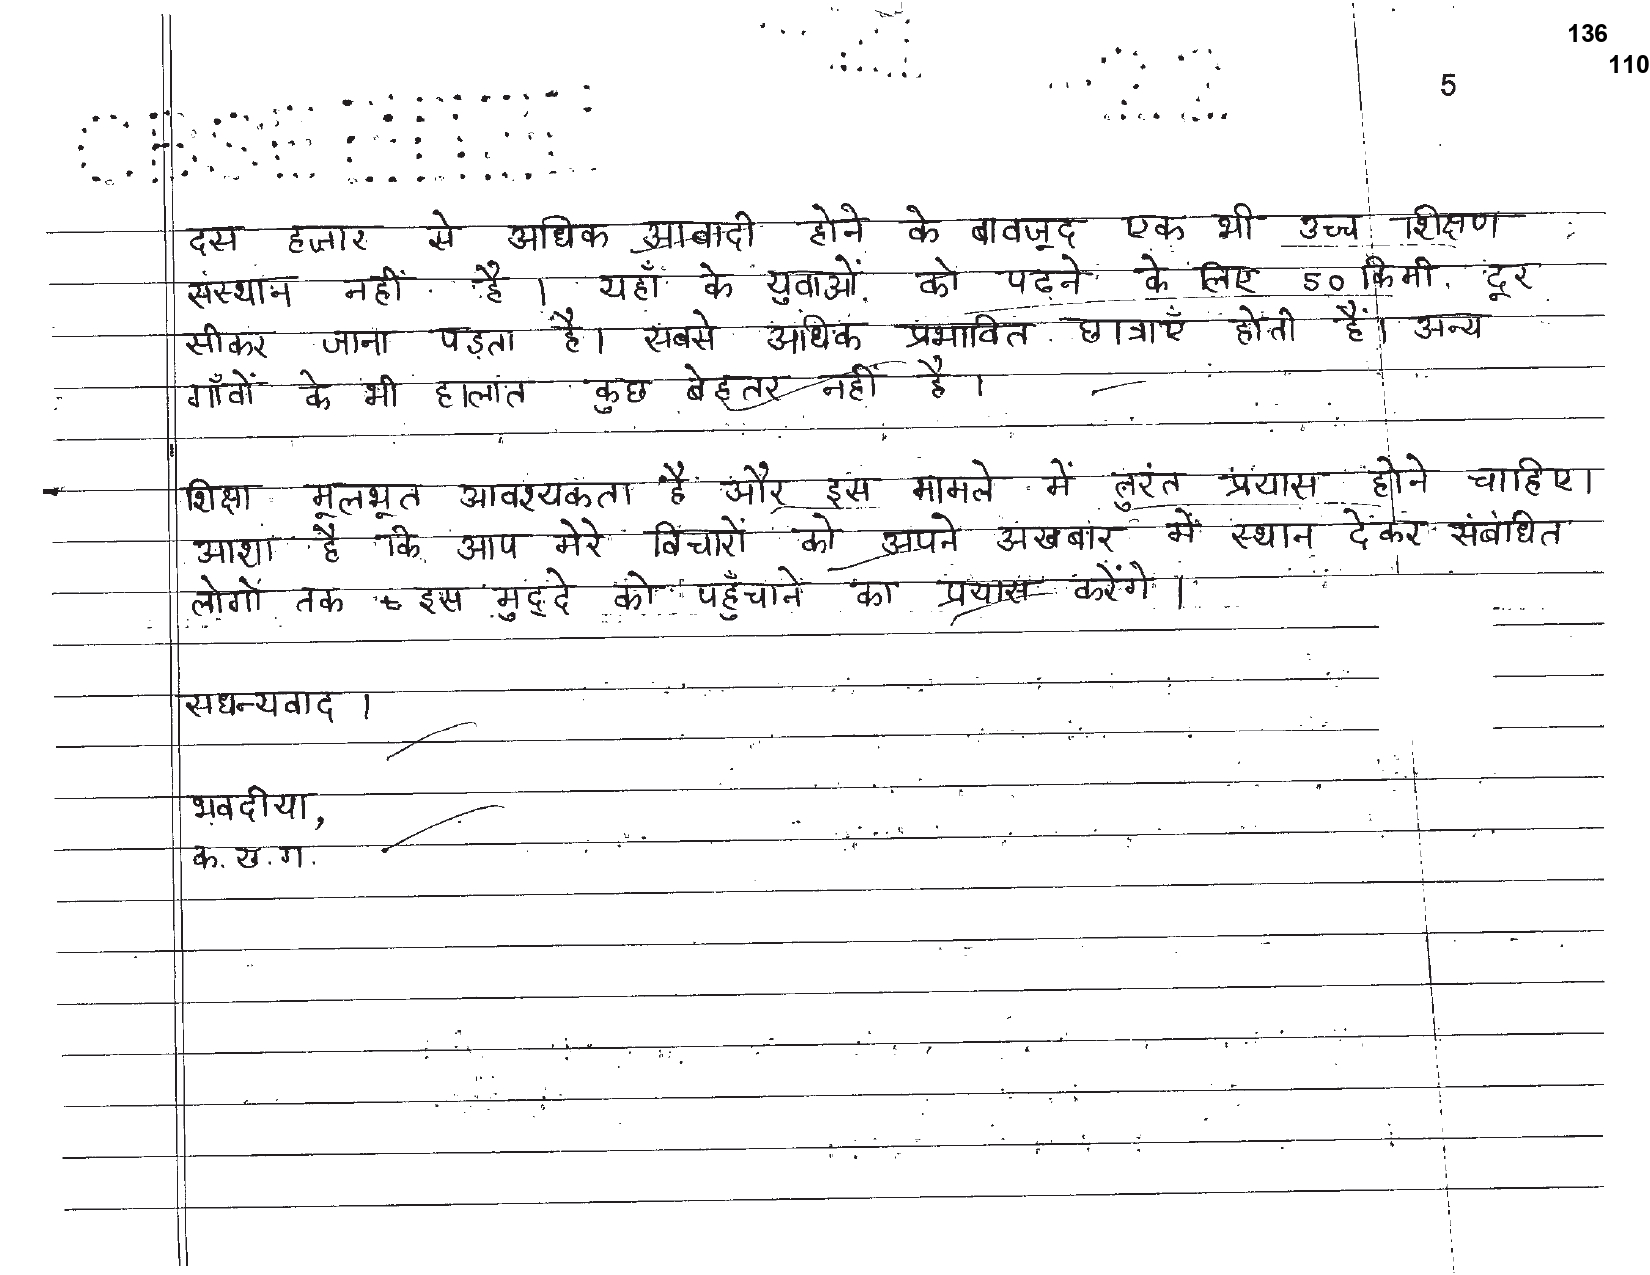 136
110
5
दस हजार से अधिक आबादी होने के बावजूद एक भी उच्च शिक्षण
संस्थान नहीं है । यहाँ के युवाओं को पढने के लिए 50 किमी. दूर
सीकर जाना पड़ता है। सबसे अधिक प्रभावित छात्राएँ होती हैं। अन्य
गाँवों के भी हालात कुछ बेहतर नहीं है ।
शिक्षा मूलभूत आवश्यकता है और इस मामले में तुरंत प्रयास होने चाहिए।
आशा है कि आप मेरे विचारों को अपने अखबार में स्थान देकर संबंधित
लोगों तक इस मुद्दे को पहुँचाने का प्रयास करेंगे ।
सधन्यवाद ।
भवदीया,
क. ख. ग.